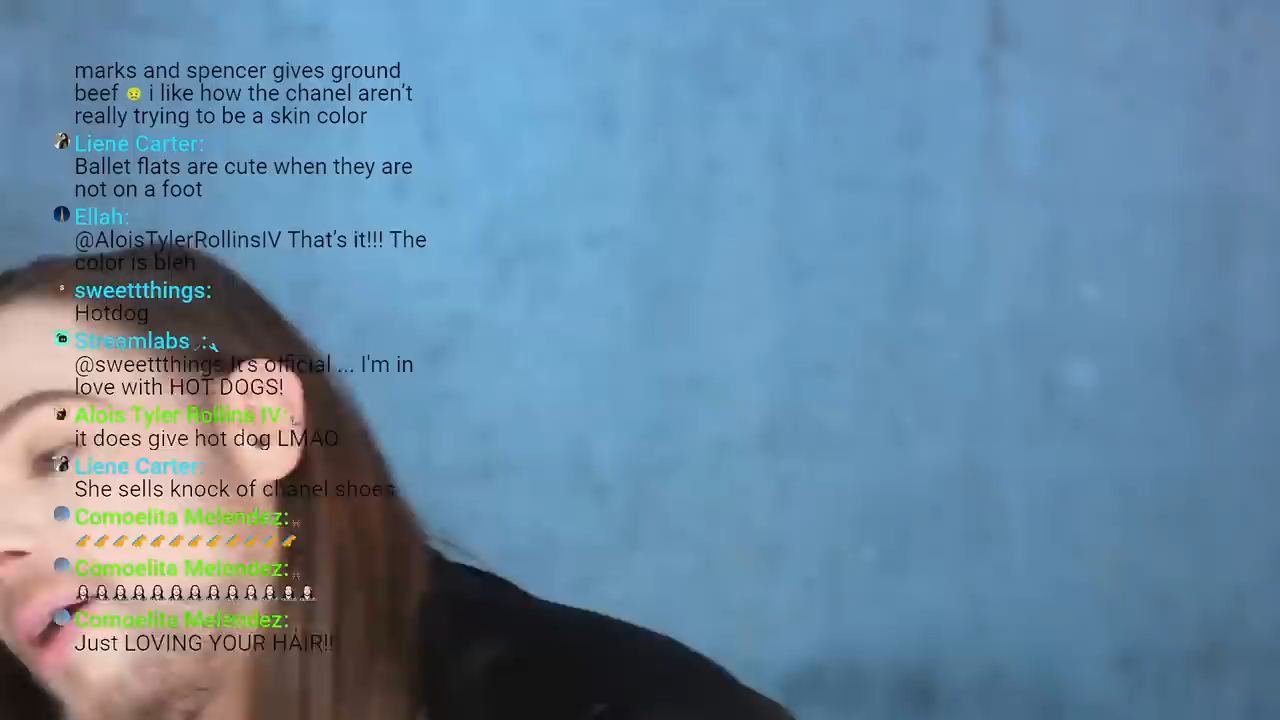 marks and spencer gives ground
beef 😥 i like how the chanel aren't
really trying to be a skin color
Liene Carter:
Ballet flats are cute when they are
not on a foot
Ellah:
@AloisTylerRollinsIV That's it!!! The
color is bleh
sweettthings:
Hotdog
Streamlabs :
@sweettthings It's official ... I'm in
love with HOT DOGS!
Alois Tyler Rollins IV:
it does give hot dog LMAO
Liene Carter:
She sells knock of chanel shoes
Comoelita Melendez:
Comoelita Melendez:
Comoelita Melendez:
Just LOVING YOUR HAIR!!